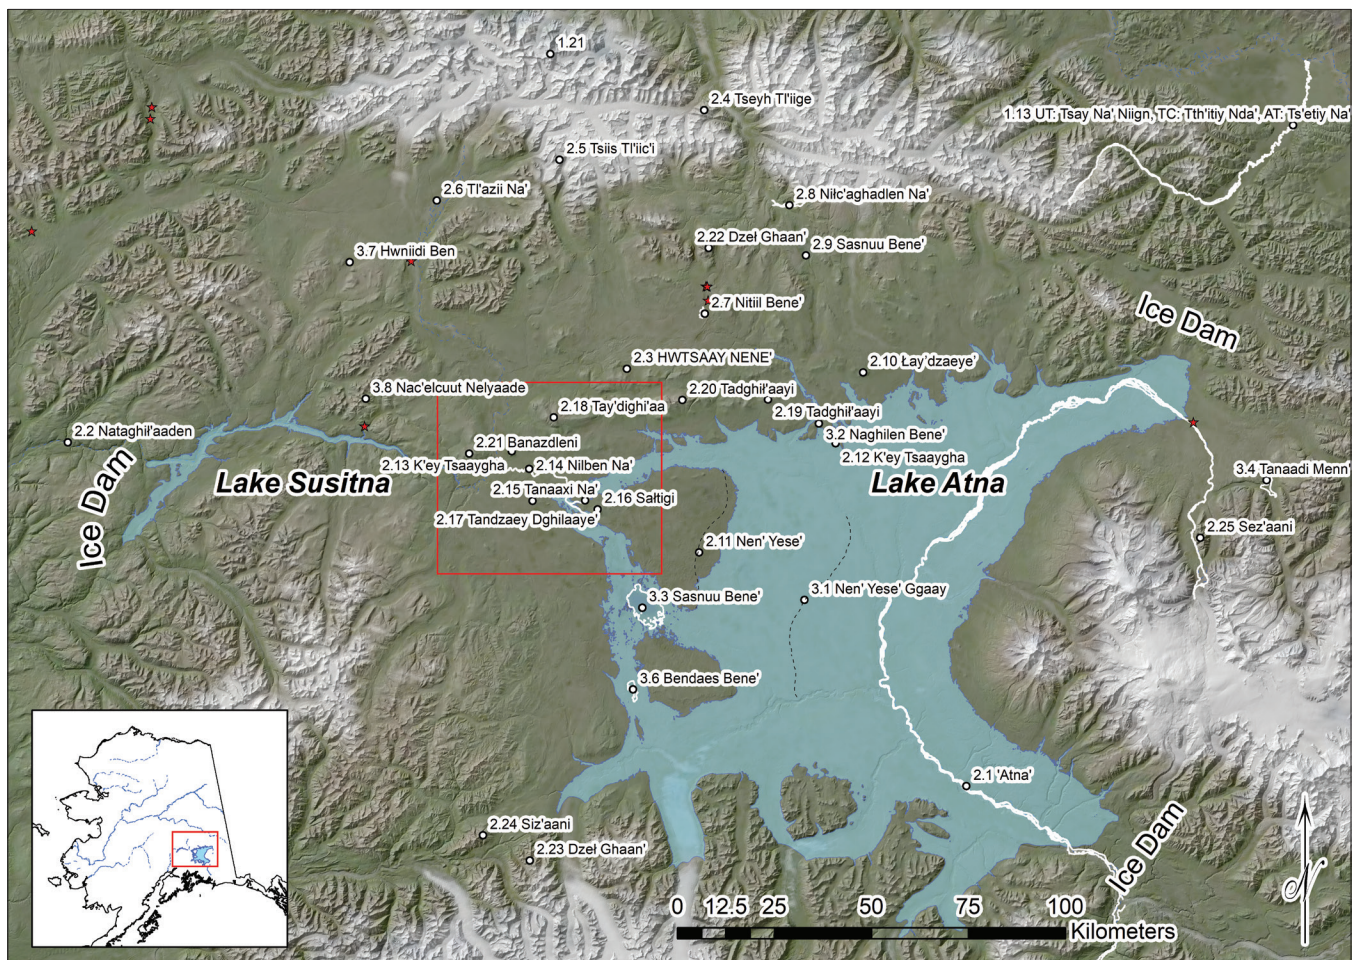 1.21
2.4 Tseyh Tl'iige
1.13 UT: Tsay Na' Niign, TC: Tth'itiy Nda', AT: Ts'etiy Na'
2.5 Tsiis Tl'iic'i
2.6 Tl'azii Na'
2.8 Niłc'aghadlen Na'
2.22 Dzeł Ghaan'
2.9 Sasnuu Bene'
3.7 Hwniidi Ben
2.7 Nitiil Bene'
Ice Dam
2.3 HWTSAAY NENE'
2.10 Łay'dzaeye'
3.8 Nac'elcuut Nelyaade
2.20 Tadghił'aayi
2.18 Tay'dighi'aa
2.19 Tadghił'aayi
2.2 Nataghił'aaden
3.2 Naghilen Bene'
2.21 Banazdleni
2.12 K'ey Tsaaygha
2.13 K'ey Tsaaygha
2.14 Nilben Na'
3.4 Tanaadi Menn'
Ice Dam
Lake Susitna
Lake Atna
2.15 Tanaaxi Na'
2.16 Sałtigi
2.17 Tandzaey Dghilaaye'
2.25 Sez'aani
2.11 Nen' Yese'
3.3 Sasnuu Bene'
3.1 Nen' Yese' Ggaay
3.6 Bendaes Bene'
2.1 'Atna'
2.24 Siz'aani
2.23 Dzeł Ghaan'
Ice Dam
N
0 12.5 25 50 75 100
Kilometers